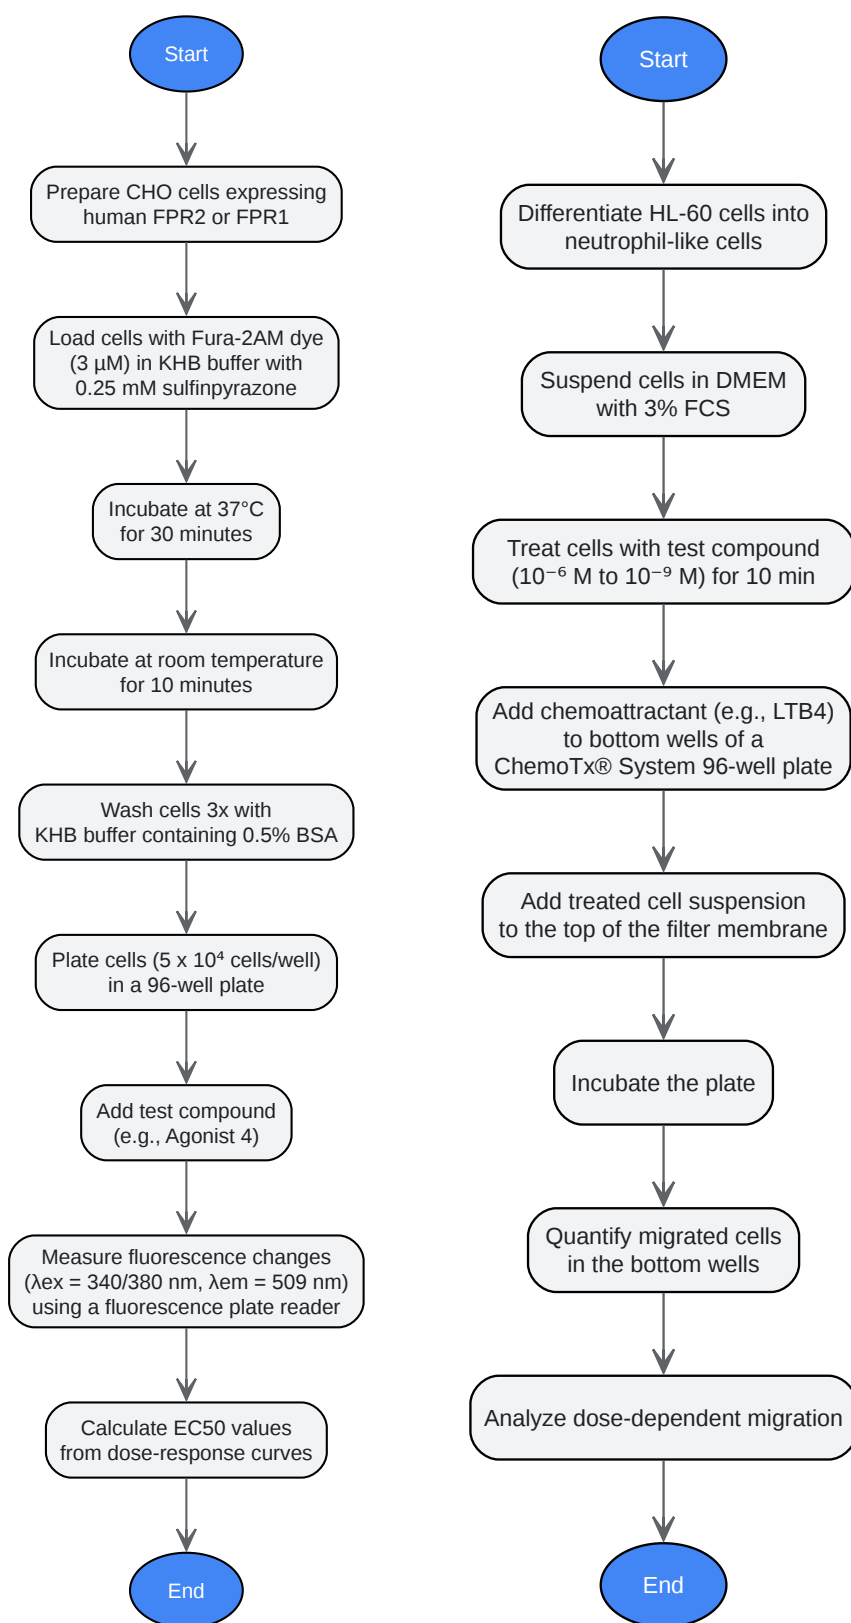 Start
Prepare CHO cells expressing
human FPR2 or FPR1
Load cells with Fura-2AM dye
(3 µM) in KHB buffer with
0.25 mM sulfinpyrazone
Incubate at 37°C
for 30 minutes
Incubate at room temperature
for 10 minutes
Wash cells 3x with
KHB buffer containing 0.5% BSA
Plate cells (5 x 10⁴ cells/well)
in a 96-well plate
Add test compound
(e.g., Agonist 4)
Measure fluorescence changes
(λex = 340/380 nm, λem = 509 nm)
using a fluorescence plate reader
Calculate EC50 values
from dose-response curves
End
Start
Differentiate HL-60 cells into
neutrophil-like cells
Suspend cells in DMEM
with 3% FCS
Treat cells with test compound
(10⁻⁶ M to 10⁻⁹ M) for 10 min
Add chemoattractant (e.g., LTB4)
to bottom wells of a
ChemoTx® System 96-well plate
Add treated cell suspension
to the top of the filter membrane
Incubate the plate
Quantify migrated cells
in the bottom wells
Analyze dose-dependent migration
End